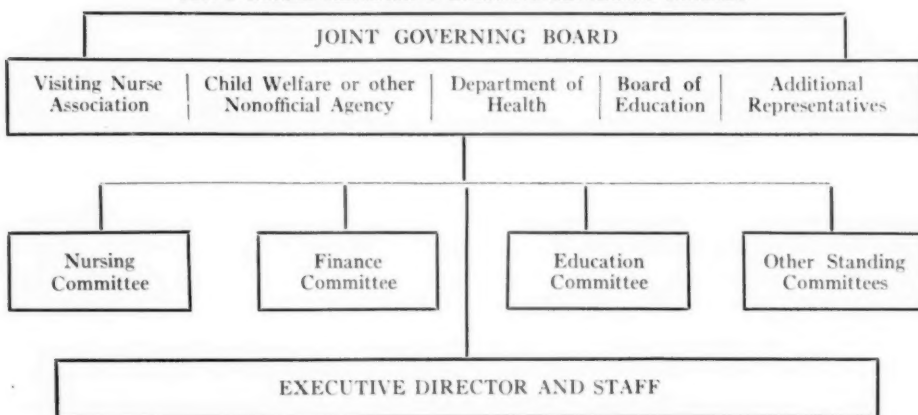 JOINT GOVERNING BOARD
Visiting Nurse
Association
Child Welfare or other
Nonofficial Agency
Department of
Health
Board of
Education
Additional
Representatives
Nursing
Committee
Finance
Committee
Education
Committee
Other Standing
Committees
EXECUTIVE DIRECTOR AND STAFF